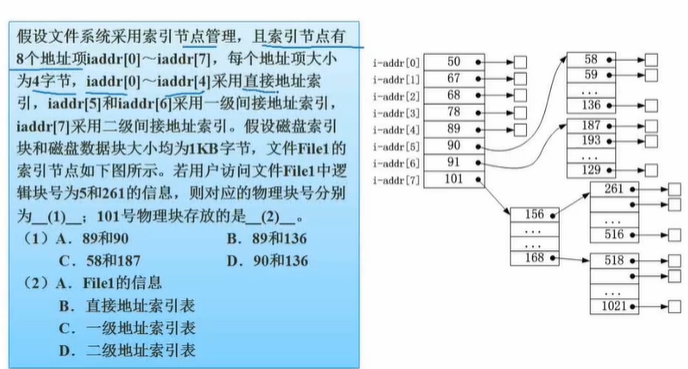 假设文件系统采用索引节点管理，且索引节点有
8个地址项iaddr[0]～iaddr[7]，每个地址项大小
为4字节，iaddr[0]～iaddr[4]采用直接地址索
引，iaddr[5]和iaddr[6]采用一级间接地址索引，
iaddr[7]采用二级间接地址索引。假设磁盘索引
块和磁盘数据块大小均为1KB字节，文件File1的
索引节点如下图所示。若用户访问文件File1中逻
辑块号为5和261的信息，则对应的物理块号分别
为__(1)__；101号物理块存放的是__(2)__。
（1）A．89和90 B．89和136
C．58和187 D．90和136
（2）A．File1的信息
B．直接地址索引表
C．一级地址索引表
D．二级地址索引表
i-addr[0] 50
i-addr[1] 67
i-addr[2] 68
i-addr[3] 78
i-addr[4] 89
i-addr[5] 90
i-addr[6] 91
i-addr[7] 101
58
59
...
136
187
193
...
129
156
...
...
168
261
...
516
518
...
1021